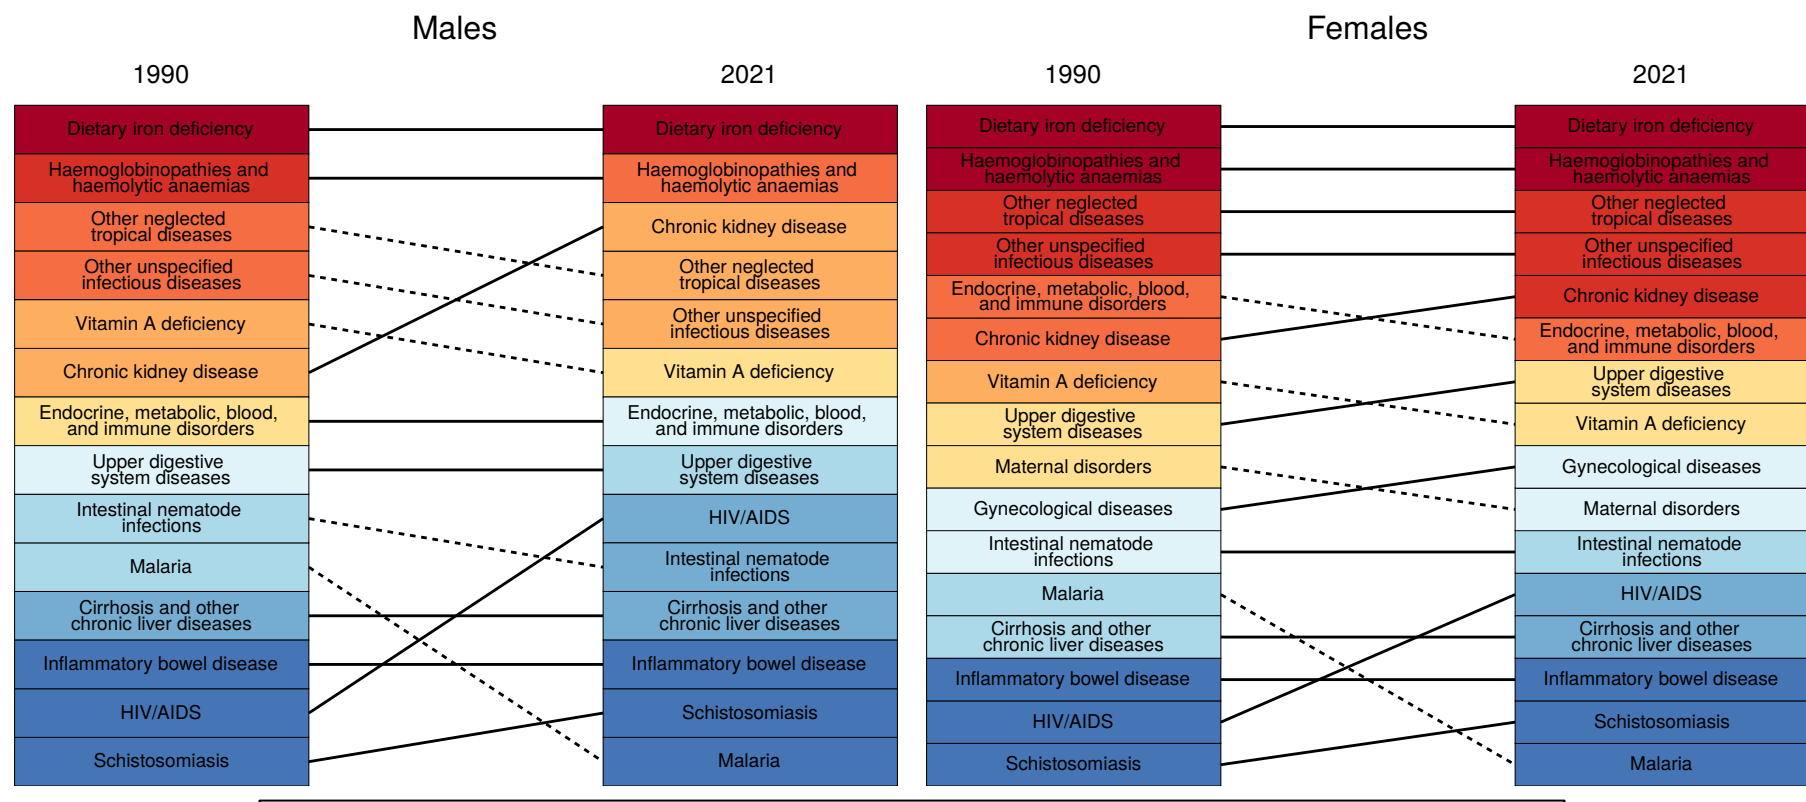 Males
1990
2021
Dietary iron deficiency
Haemoglobinopathies and
haemolytic anaemias
Other neglected
tropical diseases
Other unspecified
infectious diseases
Vitamin A deficiency
Chronic kidney disease
Endocrine, metabolic, blood,
and immune disorders
Upper digestive
system diseases
Intestinal nematode
infections
Malaria
Cirrhosis and other
chronic liver diseases
Inflammatory bowel disease
HIV/AIDS
Schistosomiasis
Dietary iron deficiency
Haemoglobinopathies and
haemolytic anaemias
Chronic kidney disease
Other neglected
tropical diseases
Other unspecified
infectious diseases
Vitamin A deficiency
Endocrine, metabolic, blood,
and immune disorders
Upper digestive
system diseases
HIV/AIDS
Intestinal nematode
infections
Cirrhosis and other
chronic liver diseases
Inflammatory bowel disease
Schistosomiasis
Malaria
Females
1990
2021
Dietary iron deficiency
Haemoglobinopathies and
haemolytic anaemias
Other neglected
tropical diseases
Other unspecified
infectious diseases
Endocrine, metabolic, blood,
and immune disorders
Chronic kidney disease
Vitamin A deficiency
Upper digestive
system diseases
Maternal disorders
Gynecological diseases
Intestinal nematode
infections
Malaria
Cirrhosis and other
chronic liver diseases
Inflammatory bowel disease
HIV/AIDS
Schistosomiasis
Dietary iron deficiency
Haemoglobinopathies and
haemolytic anaemias
Other neglected
tropical diseases
Other unspecified
infectious diseases
Chronic kidney disease
Endocrine, metabolic, blood,
and immune disorders
Upper digestive
system diseases
Vitamin A deficiency
Gynecological diseases
Maternal disorders
Intestinal nematode
infections
HIV/AIDS
Cirrhosis and other
chronic liver diseases
Inflammatory bowel disease
Schistosomiasis
Malaria